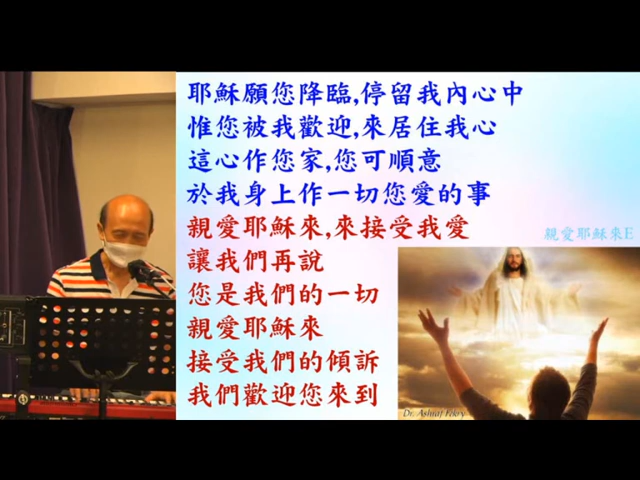 耶穌願您降臨,停留我內心中
惟您被我歡迎,來居住我心
這心作您家,您可順意
於我身上作一切您愛的事
親愛耶穌來,來接受我愛
親愛耶穌來E
讓我們再說
您是我們的一切
親愛耶穌來
接受我們的傾訴
我們歡迎您來到
Dr. Ashraf Fekry